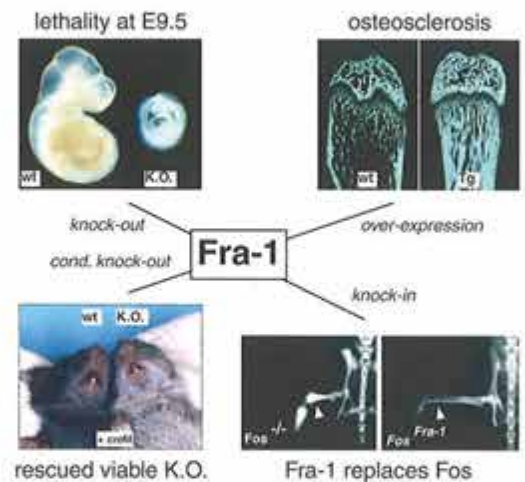 lethality at E9.5
osteosclerosis
wt
K.O.
wt
tg
knock-out
over-expression
Fra-1
cond. knock-out
knock-in
wt
K.O.
Fos -/-
Fos Fra-1
rescued viable K.O.
Fra-1 replaces Fos